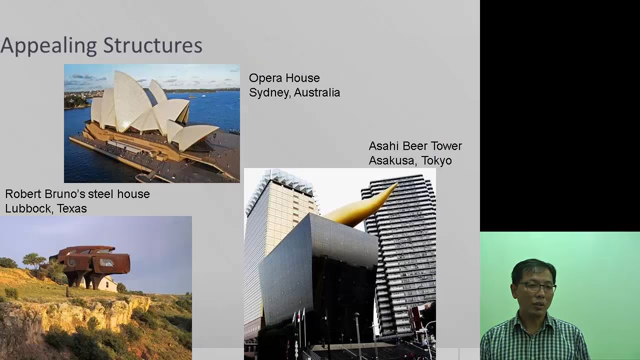 Appealing Structures
Opera House
Sydney, Australia
Asahi Beer Tower
Asakusa, Tokyo
Robert Bruno's steel house
Lubbock, Texas